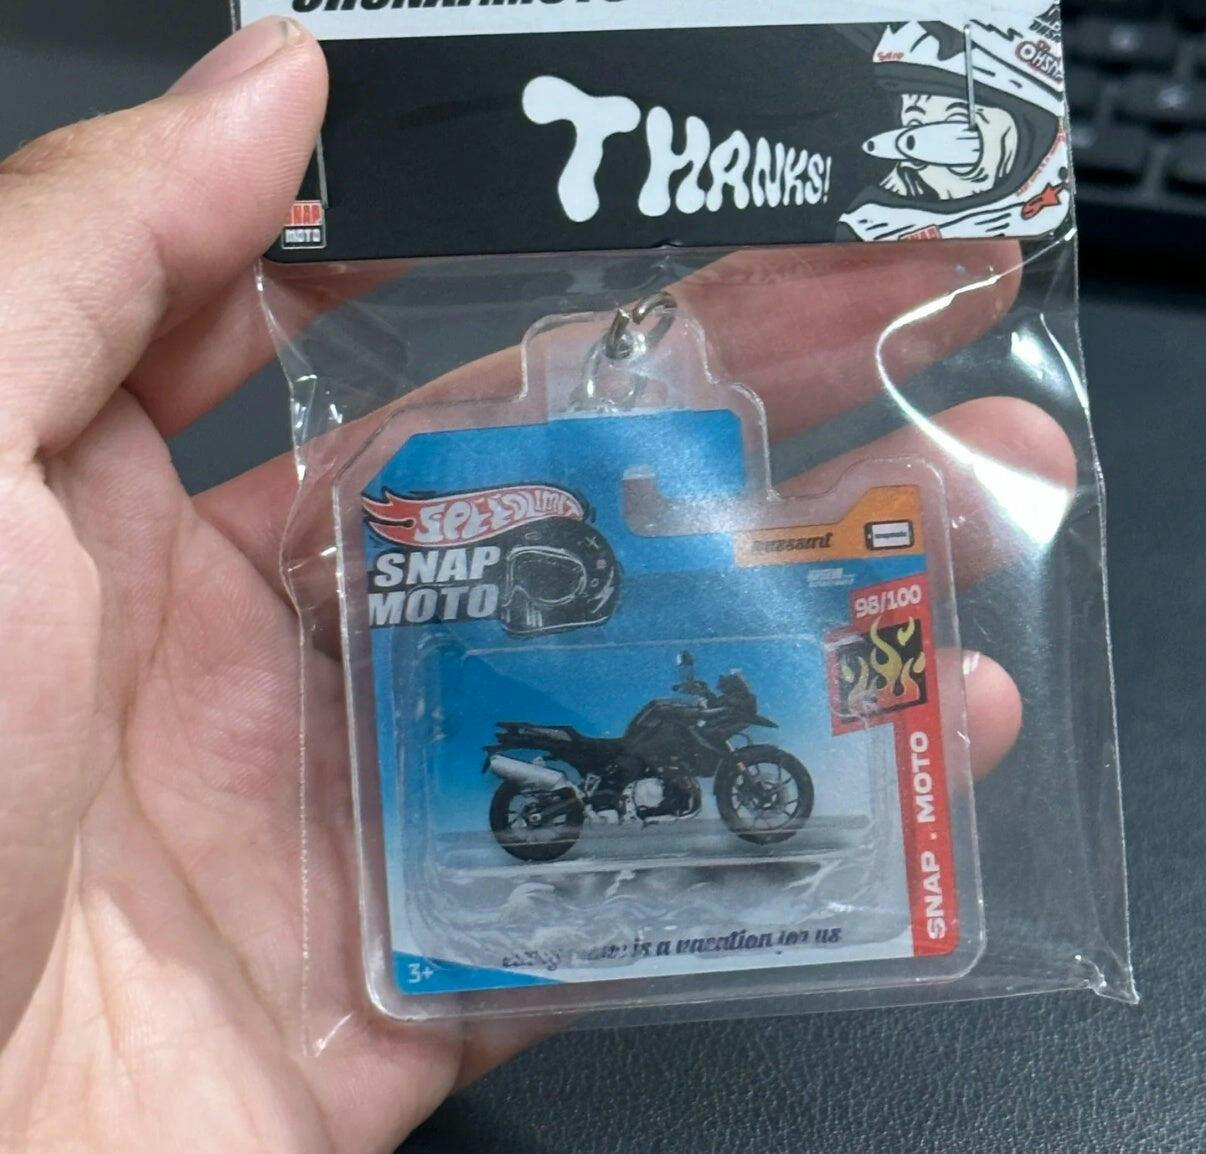 THANKS!
SNAP
MOTO
SPEEDLIMIT
SNAP
MOTO
98/100
SNAP . MOTO
is a vacation for us
3+